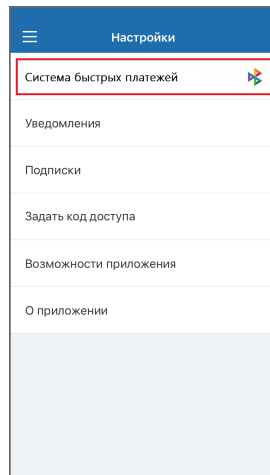 Настройки
Система быстрых платежей
Уведомления
Подписки
Задать код доступа
Возможности приложения
О приложении